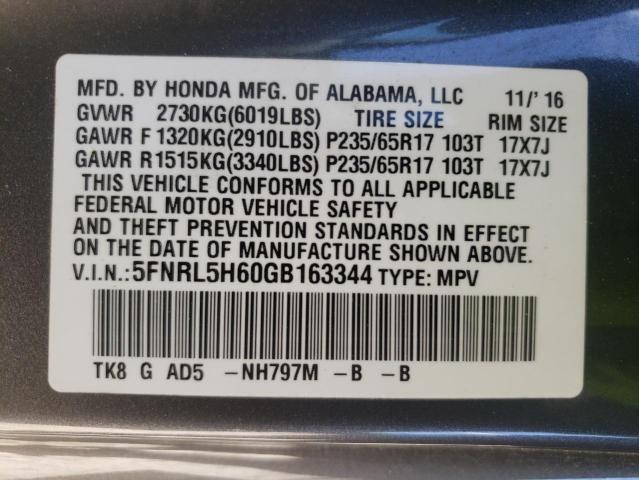 MFD. BY HONDA MFG. OF ALABAMA, LLC 11/' 16
GVWR 2730KG(6019LBS) TIRE SIZE RIM SIZE
GAWR F 1320KG(2910LBS) P235/65R17 103T 17X7J
GAWR R1515KG(3340LBS) P235/65R17 103T 17X7J
THIS VEHICLE CONFORMS TO ALL APPLICABLE
FEDERAL MOTOR VEHICLE SAFETY
AND THEFT PREVENTION STANDARDS IN EFFECT
ON THE DATE OF MANUFACTURE SHOWN ABOVE.
V.I.N.: 5FNRL5H60GB163344 TYPE: MPV
TK8 G AD5 -NH797M -B -B